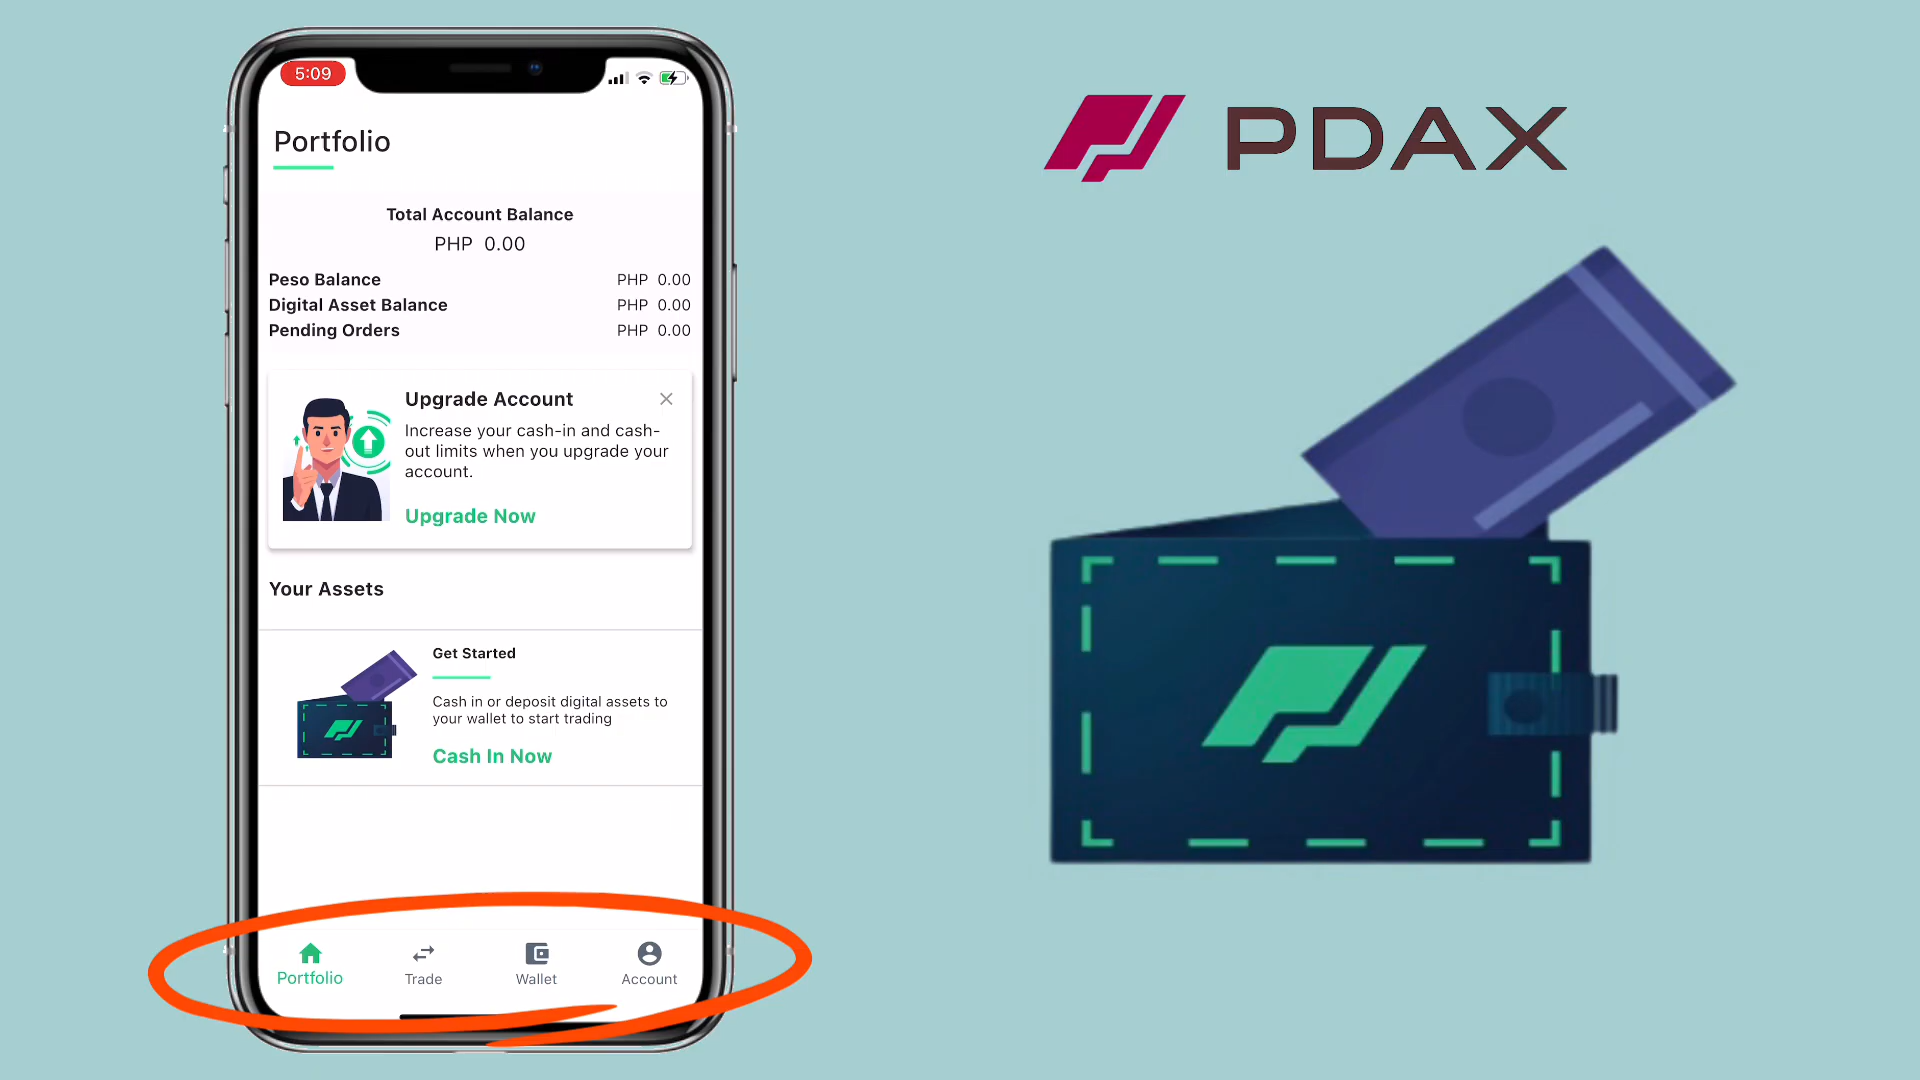 5:09
Portfolio
Total Account Balance
PHP 0.00
Peso Balance PHP 0.00
Digital Asset Balance PHP 0.00
Pending Orders PHP 0.00
Upgrade Account
Increase your cash-in and cash-
out limits when you upgrade your
account.
Upgrade Now
Your Assets
Get Started
Cash in or deposit digital assets to
your wallet to start trading
Cash In Now
Portfolio Trade Wallet Account
PDAX